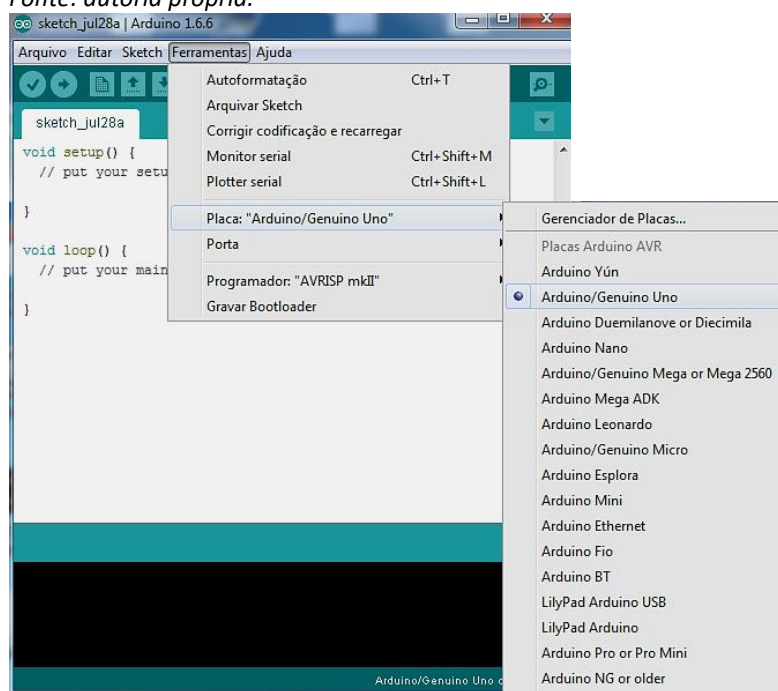 Fonte: autoria própria.
sketch_jul28a | Arduino 1.6.6
Arquivo Editar Sketch Ferramentas Ajuda
sketch_jul28a
void setup() {
// put your setu
}
void loop() {
// put your main
}
Autoformatação Ctrl+T
Arquivar Sketch
Corrigir codificação e recarregar
Monitor serial Ctrl+Shift+M
Plotter serial Ctrl+Shift+L
Placa: "Arduino/Genuino Uno"
Porta
Programador: "AVRISP mkII"
Gravar Bootloader
Gerenciador de Placas...
Placas Arduino AVR
Arduino Yún
Arduino/Genuino Uno
Arduino Duemilanove or Diecimila
Arduino Nano
Arduino/Genuino Mega or Mega 2560
Arduino Mega ADK
Arduino Leonardo
Arduino/Genuino Micro
Arduino Esplora
Arduino Mini
Arduino Ethernet
Arduino Fio
Arduino BT
LilyPad Arduino USB
LilyPad Arduino
Arduino Pro or Pro Mini
Arduino NG or older
Arduino/Genuino Uno